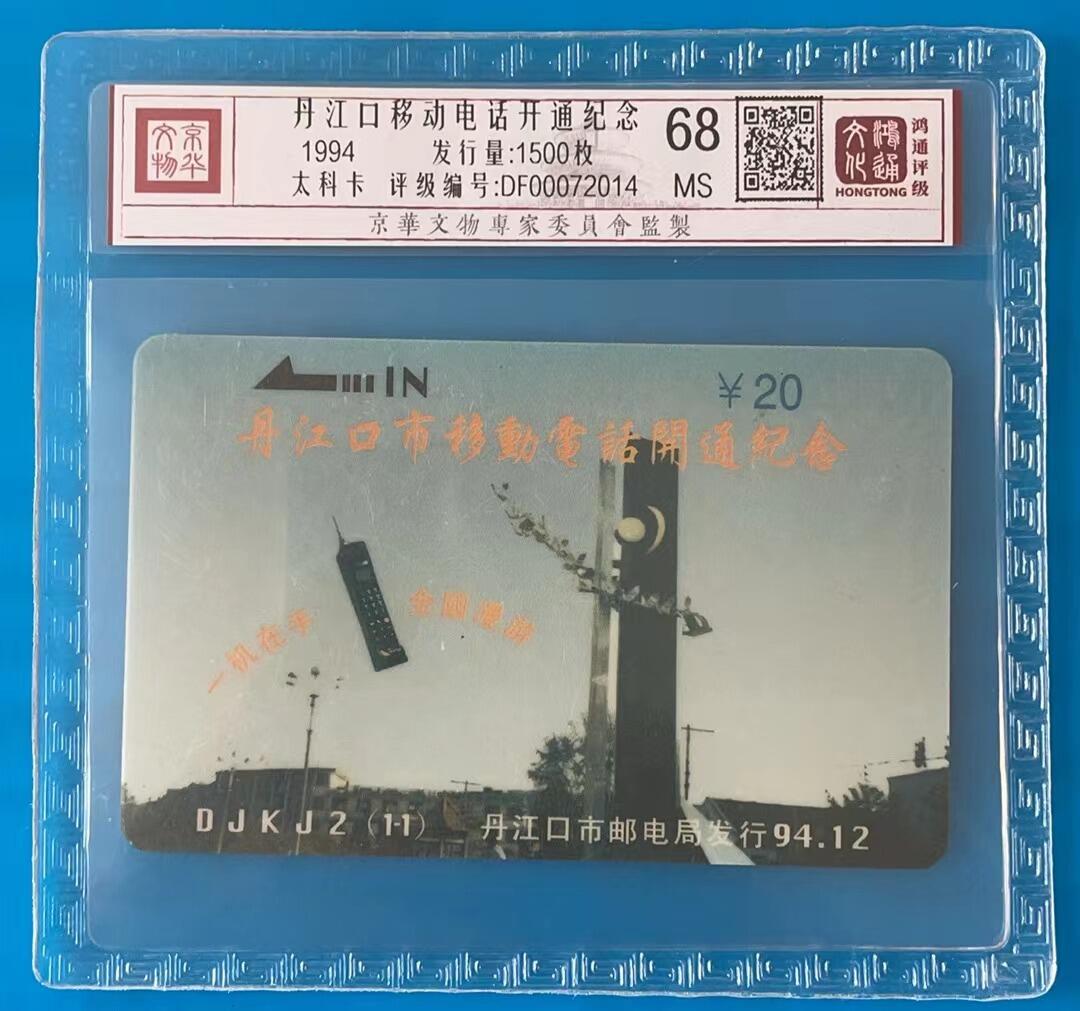 京华文物
丹江口移动电话开通纪念
1994 发行量:1500枚
太科卡 评级编号:DF00072014
68
MS
鸿通文化
HONGTONG
鸿通评级
京華文物專家委員會監製
IN
¥20
丹江口市移動電話開通紀念
一机在手 全國漫游
DJKJ2(1-1) 丹江口市邮电局发行94.12